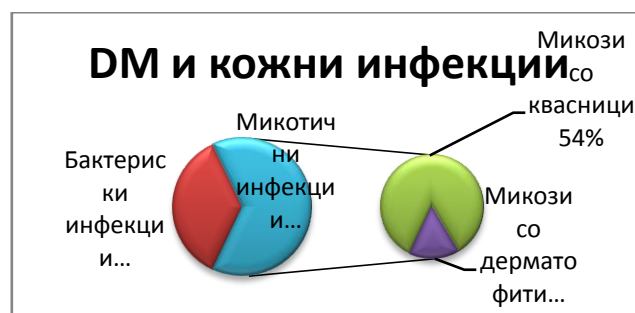 DM и кожни инфекции
Бактерис
ки
инфекци
и...
Микотич
ни
инфекци
и...
Микози
со
квасници
54%
Микози
со
дермато
фити...